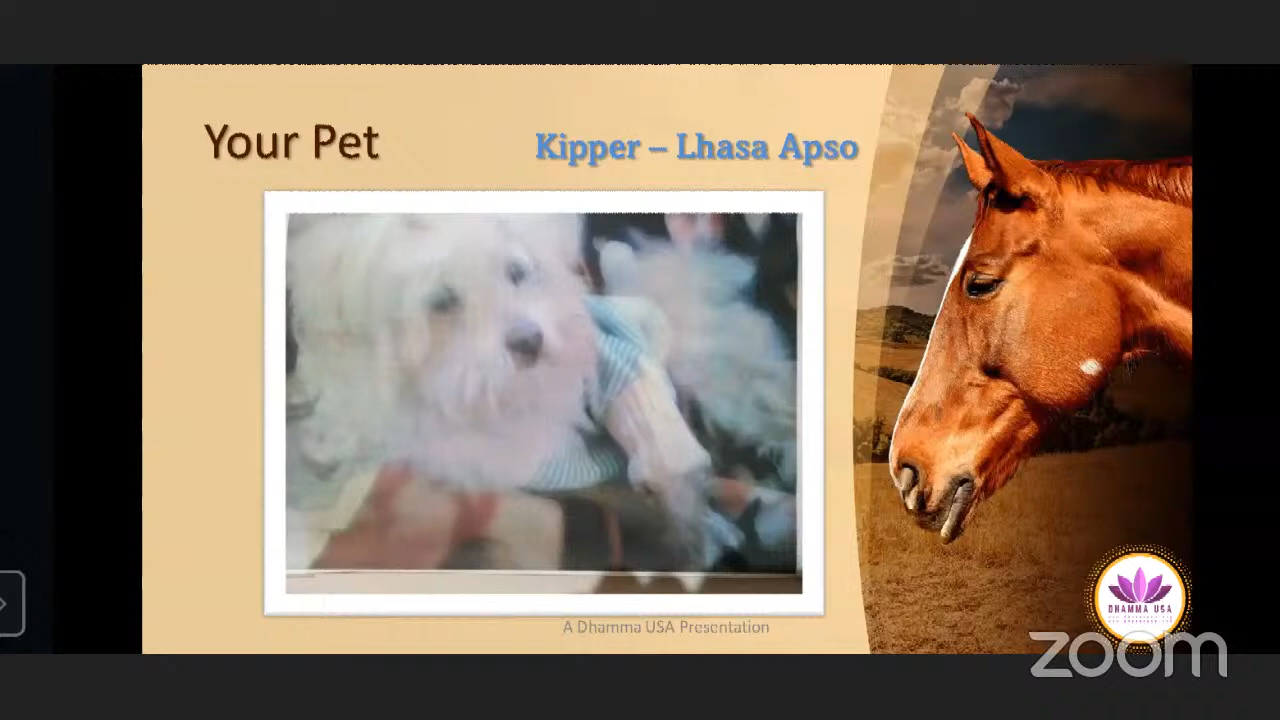 Your Pet
Kipper – Lhasa Apso
A Dhamma USA Presentation
DHAMMA USA
zoom